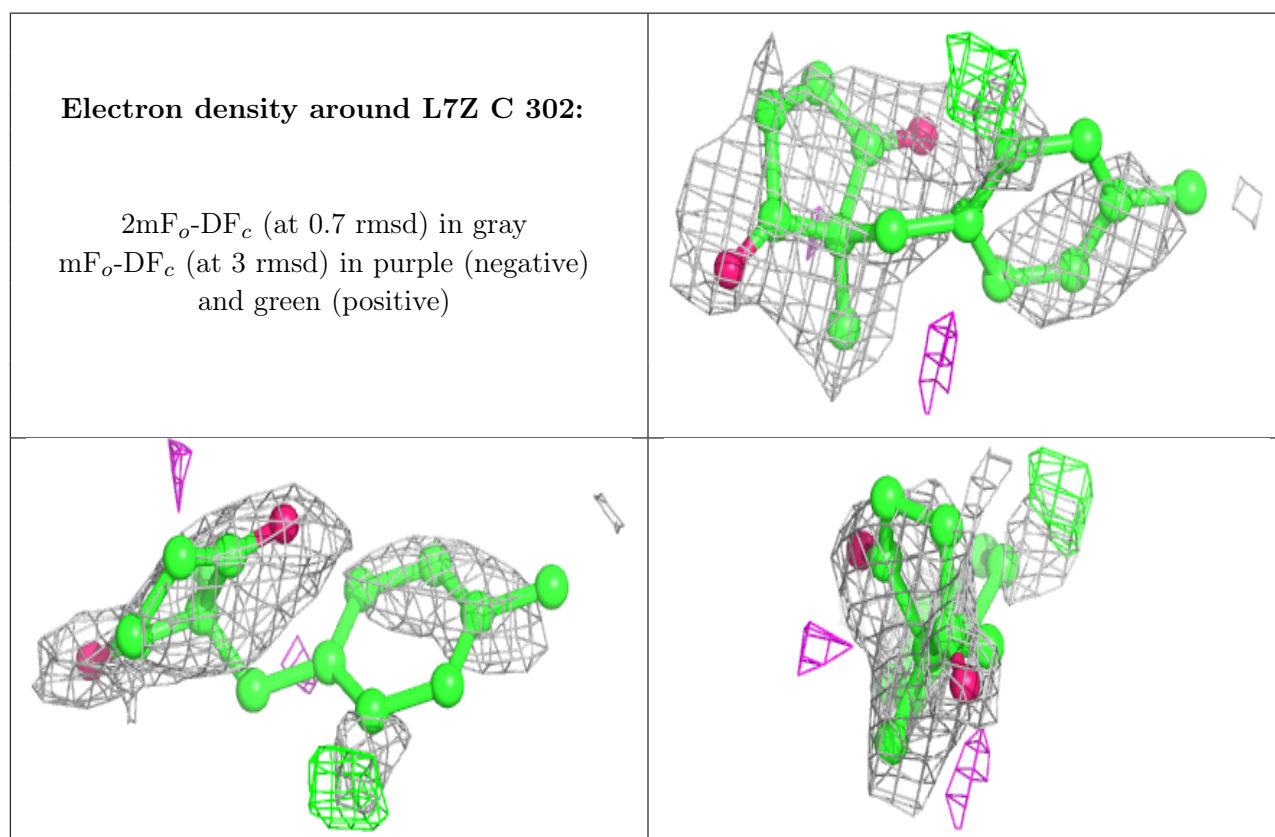 Electron density around L7Z C 302:
2mFo-DFc (at 0.7 rmsd) in gray
mFo-DFc (at 3 rmsd) in purple (negative)
and green (positive)